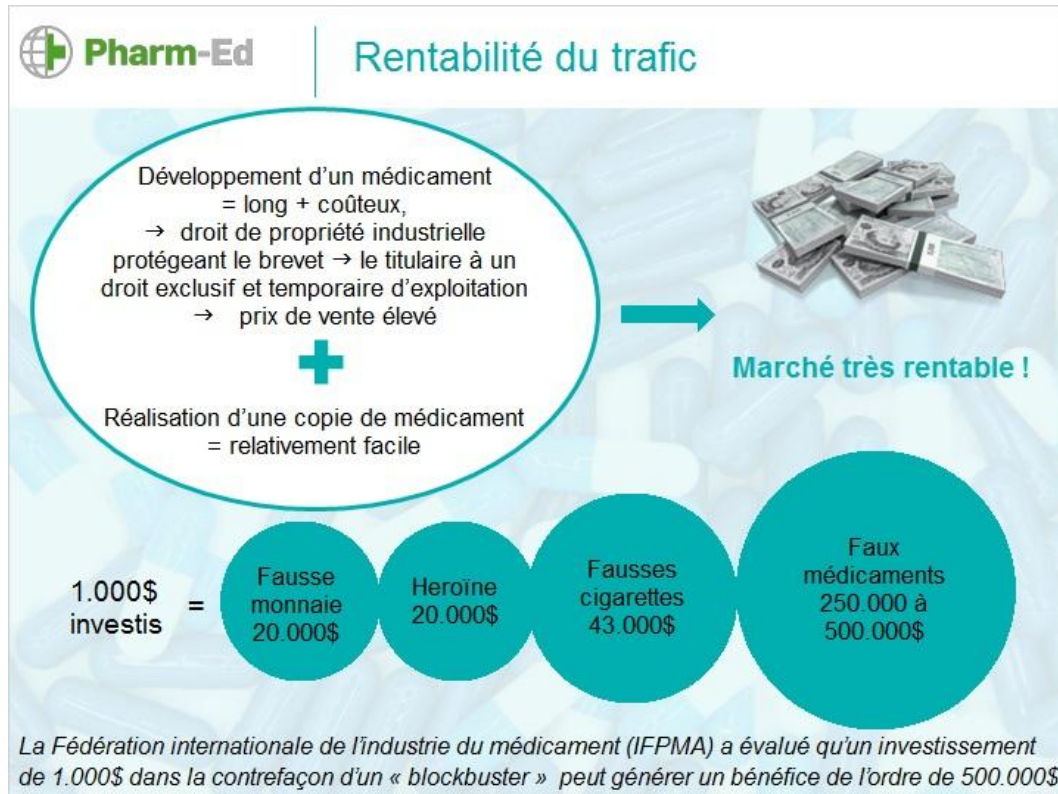 Pharm-Ed
Rentabilité du trafic
Développement d'un médicament
= long + coûteux,
→ droit de propriété industrielle
protégeant le brevet → le titulaire à un
droit exclusif et temporaire d'exploitation
→ prix de vente élevé
+
Réalisation d'une copie de médicament
= relativement facile
Marché très rentable !
1.000$
investis
=
Fausse
monnaie
20.000$
Heroïne
20.000$
Fausses
cigarettes
43.000$
Faux
médicaments
250.000 à
500.000$
La Fédération internationale de l'industrie du médicament (IFPMA) a évalué qu'un investissement
de 1.000$ dans la contrefaçon d'un « blockbuster » peut générer un bénéfice de l'ordre de 500.000$